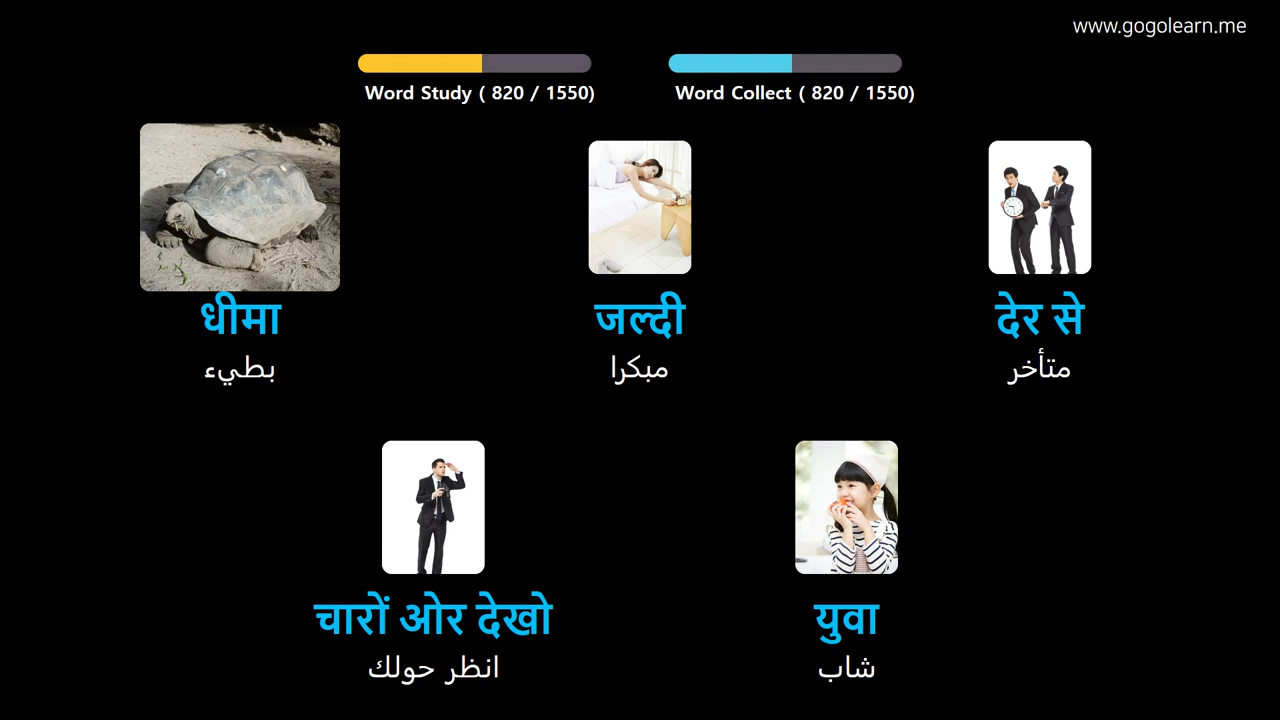 www.gogolearn.me
Word Study ( 820 / 1550)
Word Collect ( 820 / 1550)
धीमा
بطيء
जल्दी
مبكرا
देर से
متأخر
चारों ओर देखो
انظر حولك
युवा
شاب